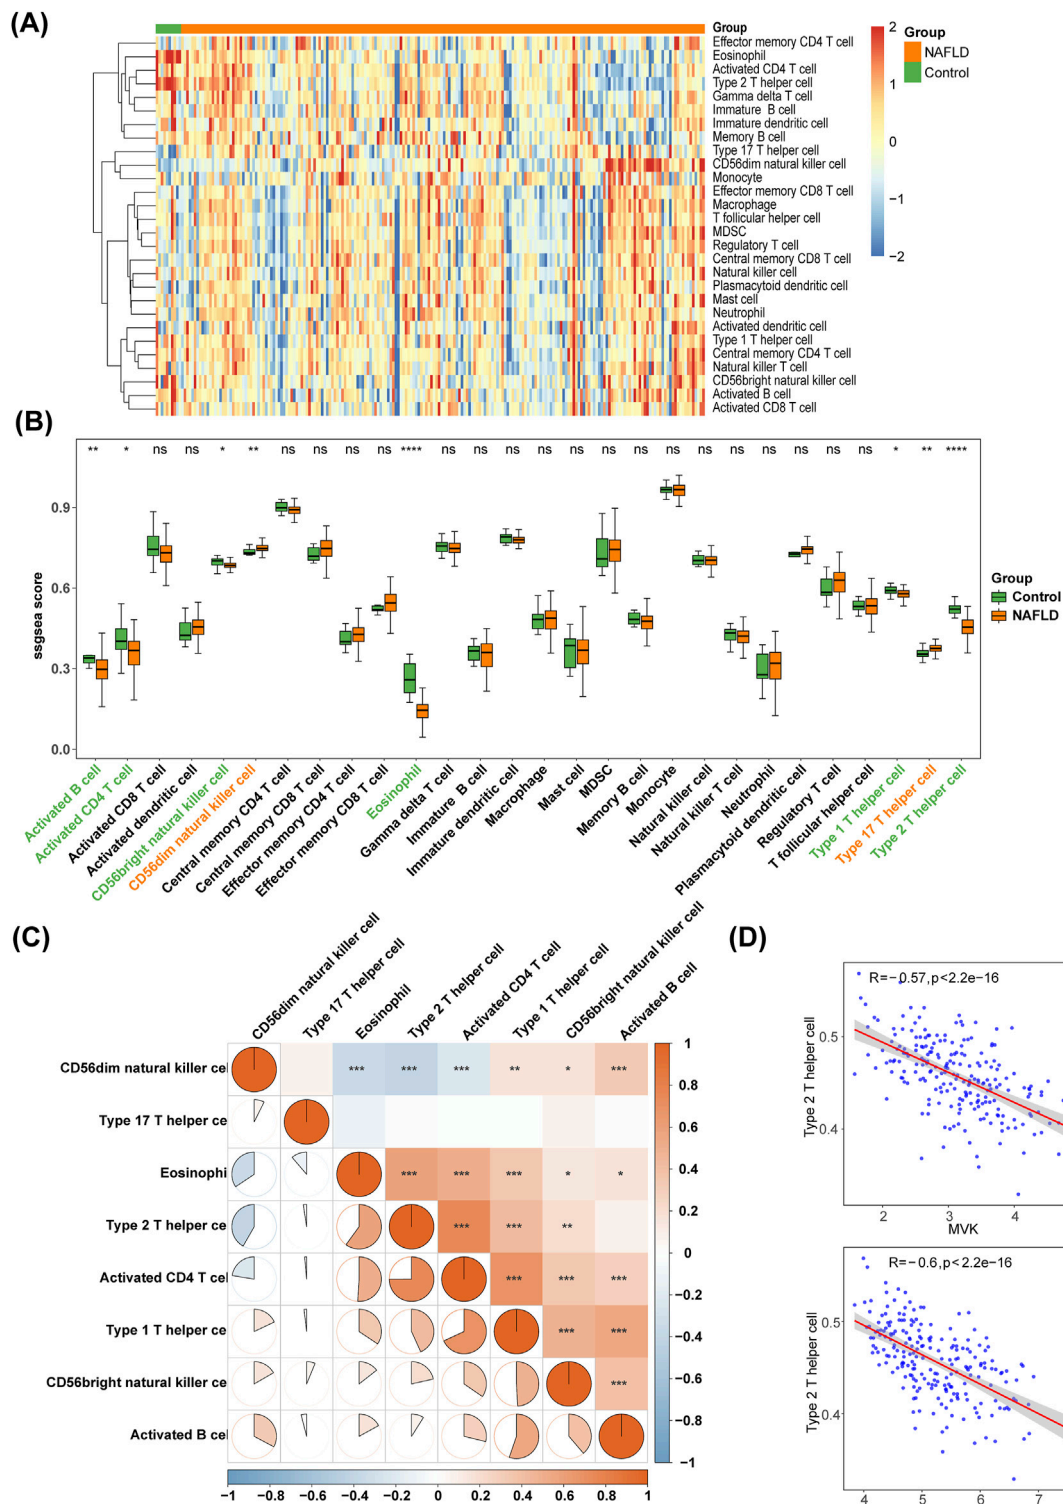 (A)
Group
Effector memory CD4 T cell
Eosinophil
Activated CD4 T cell
Type 2 T helper cell
Gamma delta T cell
Immature B cell
Immature dendritic cell
Memory B cell
Type 17 T helper cell
CD56dim natural killer cell
Monocyte
Effector memory CD8 T cell
Macrophage
T follicular helper cell
MDSC
Regulatory T cell
Central memory CD8 T cell
Natural killer cell
Plasmacytoid dendritic cell
Mast cell
Neutrophil
Activated dendritic cell
Type 1 T helper cell
Central memory CD4 T cell
Natural killer T cell
CD56bright natural killer cell
Activated B cell
Activated CD8 T cell
2
1
0
−1
−2
Group
NAFLD
Control
(B)
** * ns ns * ** ns ns ns ns **** ns ns ns ns ns ns ns ns ns ns ns ns ns ns * ** ****
ssgsea score
0.9
0.6
0.3
0.0
Activated B cell
Activated CD4 T cell
Activated CD8 T cell
Activated dendritic cell
CD56bright natural killer cell
CD56dim natural killer cell
Central memory CD4 T cell
Central memory CD8 T cell
Effector memory CD4 T cell
Effector memory CD8 T cell
Eosinophil
Gamma delta T cell
Immature B cell
Immature dendritic cell
Macrophage
Mast cell
MDSC
Memory B cell
Monocyte
Natural killer cell
Natural killer T cell
Neutrophil
Plasmacytoid dendritic cell
Regulatory T cell
T follicular helper cell
Type 1 T helper cell
Type 17 T helper cell
Type 2 T helper cell
Group
Control
NAFLD
(C)
CD56dim natural killer cell
Type 17 T helper cell
Eosinophil
Type 2 T helper cell
Activated CD4 T cell
Type 1 T helper cell
CD56bright natural killer cell
Activated B cell
CD56dim natural killer cel
*** *** *** ** * ***
Type 17 T helper ce
Eosinophi
*** *** *** * *
Type 2 T helper ce
*** *** **
Activated CD4 T cel
*** *** ***
Type 1 T helper ce
*** ***
CD56bright natural killer ce
***
Activated B cel
1
0.8
0.6
0.4
0.2
0
−0.2
−0.4
−0.6
−0.8
−1
−1 −0.8 −0.6 −0.4 −0.2 0 0.2 0.4 0.6 0.8 1
(D)
R=−0.57,p<2.2e−16
Type 2 T helper cell
0.5
0.4
2 3 4
MVK
R=−0.6,p<2.2e−16
Type 2 T helper cell
0.5
0.4
4 5 6 7